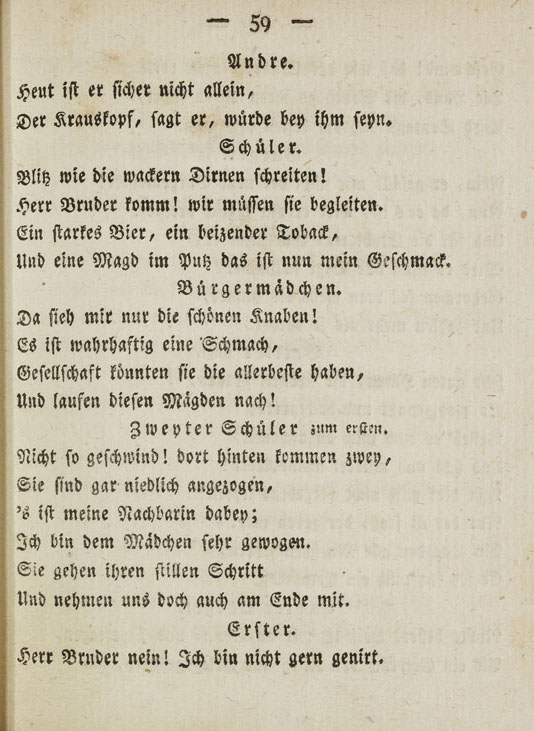 — 59 —
Andre.
Heut ist er sicher nicht allein,
Der Krauskopf, sagt er, würde bey ihm seyn.
Schüler.
Blitz wie die wackern Dirnen schreiten!
Herr Bruder komm! wir müssen sie begleiten.
Ein starkes Bier, ein beizender Toback,
Und eine Magd im Putz das ist nun mein Geschmack.
Bürgermädchen.
Da sieh mir nur die schönen Knaben!
Es ist wahrhaftig eine Schmach,
Gesellschaft könnten sie die allerbeste haben,
Und laufen diesen Mägden nach!
Zweyter Schüler zum ersten.
Nicht so geschwind! dort hinten kommen zwey,
Sie sind gar niedlich angezogen,
's ist meine Nachbarin dabey;
Ich bin dem Mädchen sehr gewogen.
Sie gehen ihren stillen Schritt
Und nehmen uns doch auch am Ende mit.
Erster.
Herr Bruder nein! Ich bin nicht gern genirt.